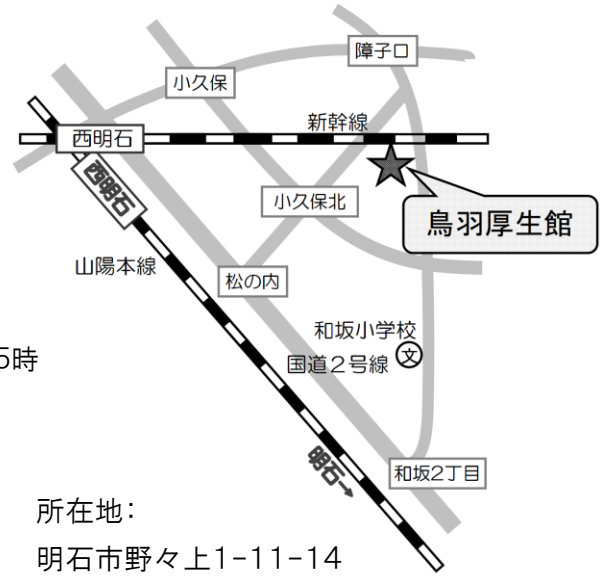 障子口
小久保
新幹線
西明石
西明石
小久保北
鳥羽厚生館
山陽本線
松の内
和坂小学校
国道2号線
文
5時
明石→
和坂2丁目
所在地：
明石市野々上1-11-14